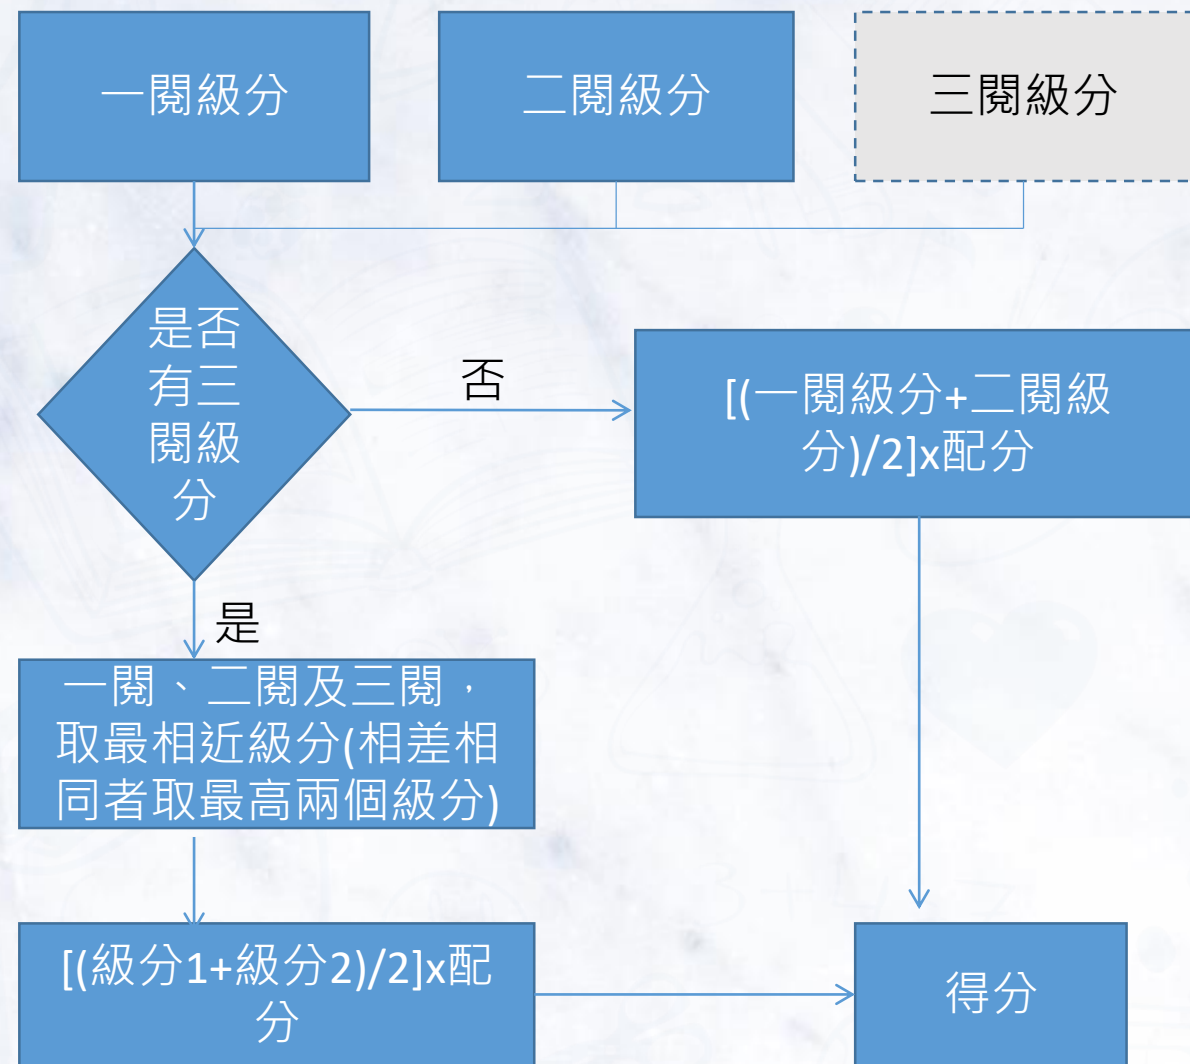 一閱級分
二閱級分
三閱級分
是否
有三
閱級
分
否
[(一閱級分+二閱級
分)/2]x配分
是
一閱、二閱及三閱，
取最相近級分(相差相
同者取最高兩個級分)
[(級分1+級分2)/2]x配
分
得分